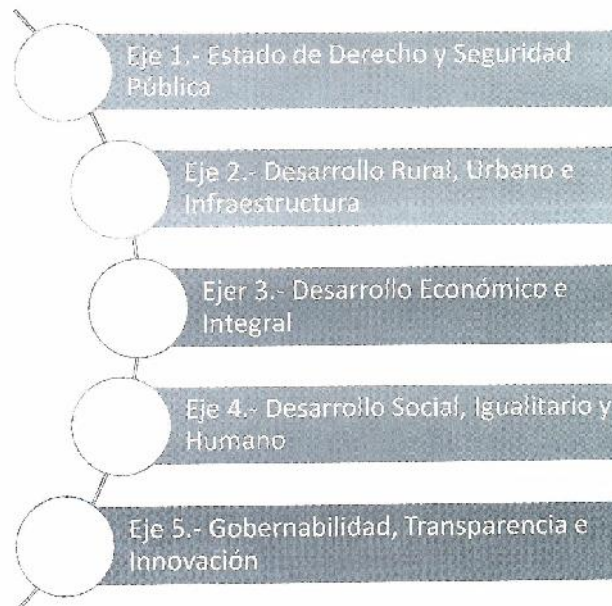 Eje 1.- Estado de Derecho y Seguridad
Pública
Eje 2.- Desarrollo Rural, Urbano e
Infraestructura
Ejer 3.- Desarrollo Económico e
Integral
Eje 4.- Desarrollo Social, Igualitario y
Humano
Eje 5.- Gobernabilidad, Transparencia e
Innovación